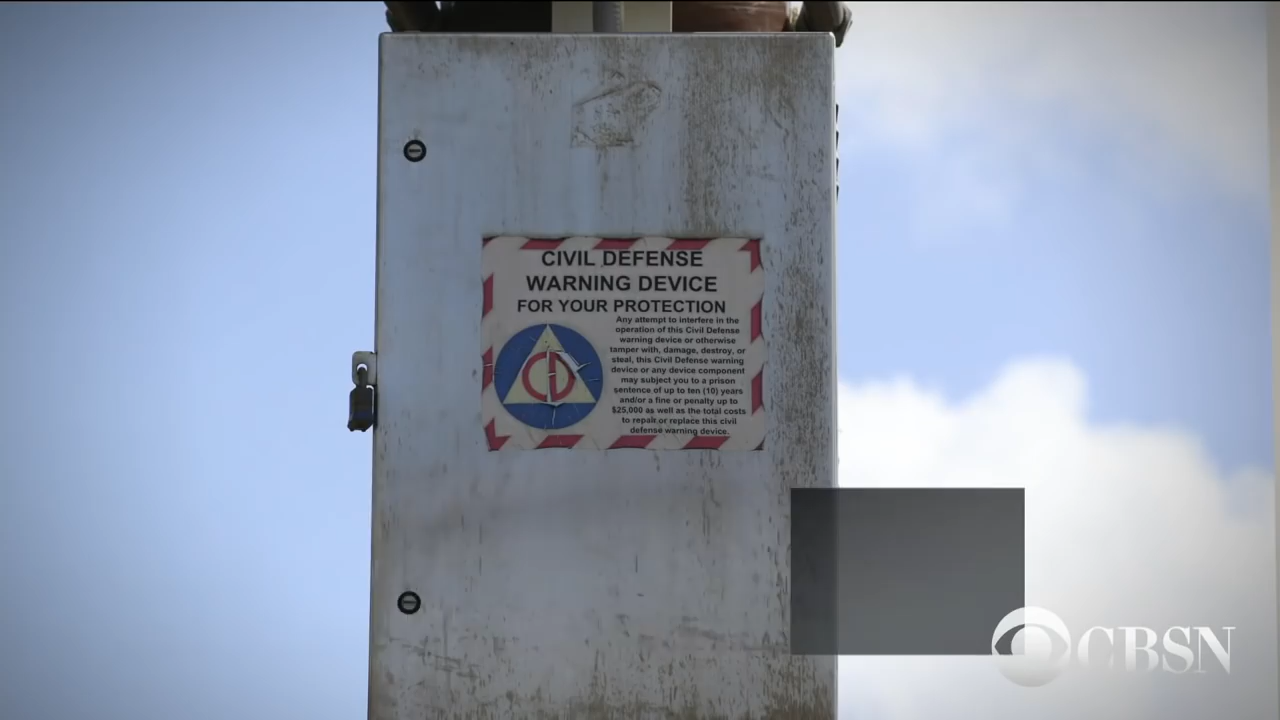 CIVIL DEFENSE
WARNING DEVICE
FOR YOUR PROTECTION
Any attempt to interfere in the
operation of this Civil Defense
warning device or otherwise
tamper with, damage, destroy, or
steal, this Civil Defense warning
device or any device component
may subject you to a prison
sentence of up to ten (10) years
and/or a fine or penalty up to
$25,000 as well as the total costs
to repair or replace this civil
defense warning device.
CD
CBSN